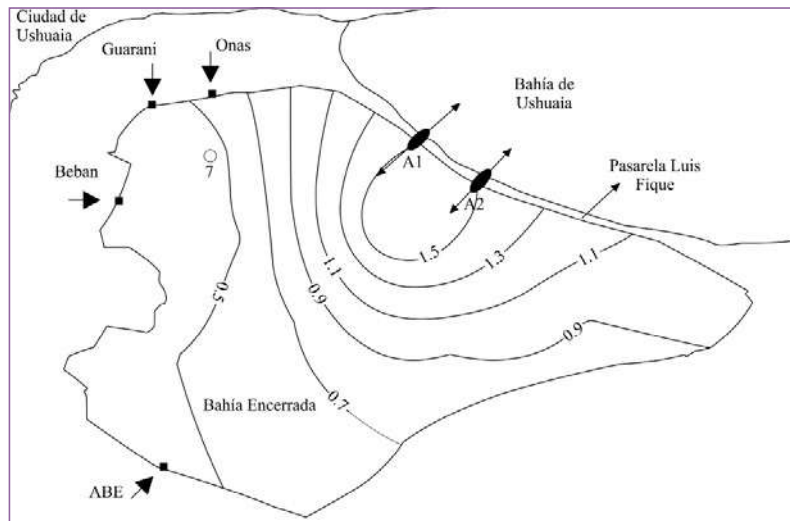 Ciudad de
Ushuaia
Guarani
Onas
Bahía de
Ushuaia
A1
7
Beban
A2
Pasarela Luis
Fique
1.5
1.3
1.1
1.1
0.5
0.9
0.9
0.7
Bahía Encerrada
ABE